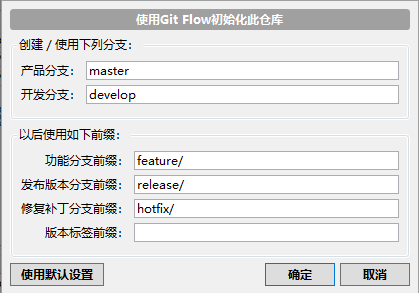 使用Git Flow初始化此仓库
创建 / 使用下列分支：
产品分支： master
开发分支： develop
以后使用如下前缀：
功能分支前缀： feature/
发布版本分支前缀： release/
修复补丁分支前缀： hotfix/
版本标签前缀：
使用默认设置 确定 取消